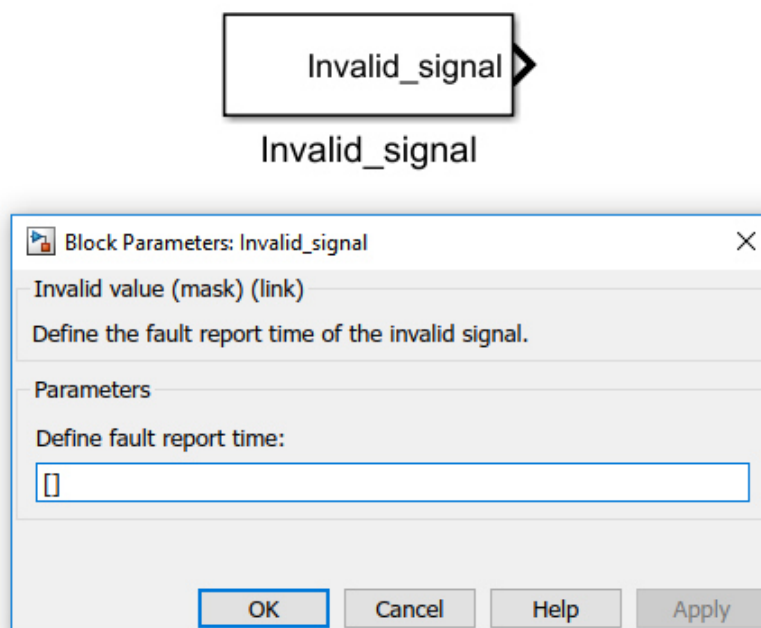 Invalid_signal
Invalid_signal
Block Parameters: Invalid_signal
Invalid value (mask) (link)
Define the fault report time of the invalid signal.
Parameters
Define fault report time:
[]
OK Cancel Help Apply